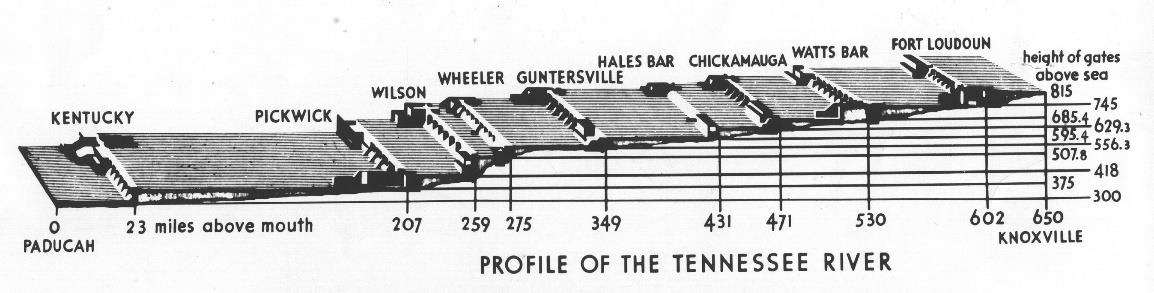 FORT LOUDOUN
WATTS BAR
HALES BAR CHICKAMAUGA
height of gates
above sea
WHEELER GUNTERSVILLE
WILSON
KENTUCKY
PICKWICK
815
745
685.4
629.3
595.4
556.3
507.8
418
375
300
0 23 miles above mouth 207 259 275 349 431 471 530 602 650
PADUCAH KNOXVILLE
PROFILE OF THE TENNESSEE RIVER